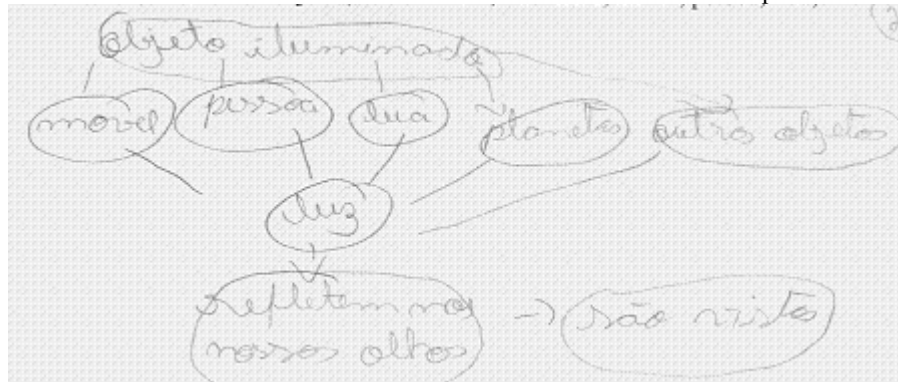 objeto iluminado
móvel pessoa lua planetas outros objetos
luz
refletem nos
nossos olhos -> são vistos